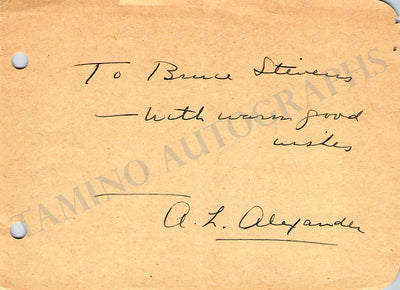 To Bruce Stevens
— With warm good
wishes
A. L. Alexander
TAMINO AUTOGRAPHS